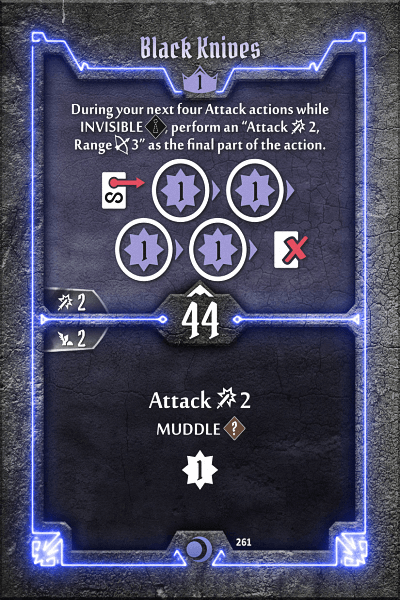 Black Knives
1
During your next four Attack actions while
INVISIBLE, perform an “Attack 2,
Range 3” as the final part of the action.
1 1
1 1
2
44
2
Attack 2
MUDDLE ?
1
261